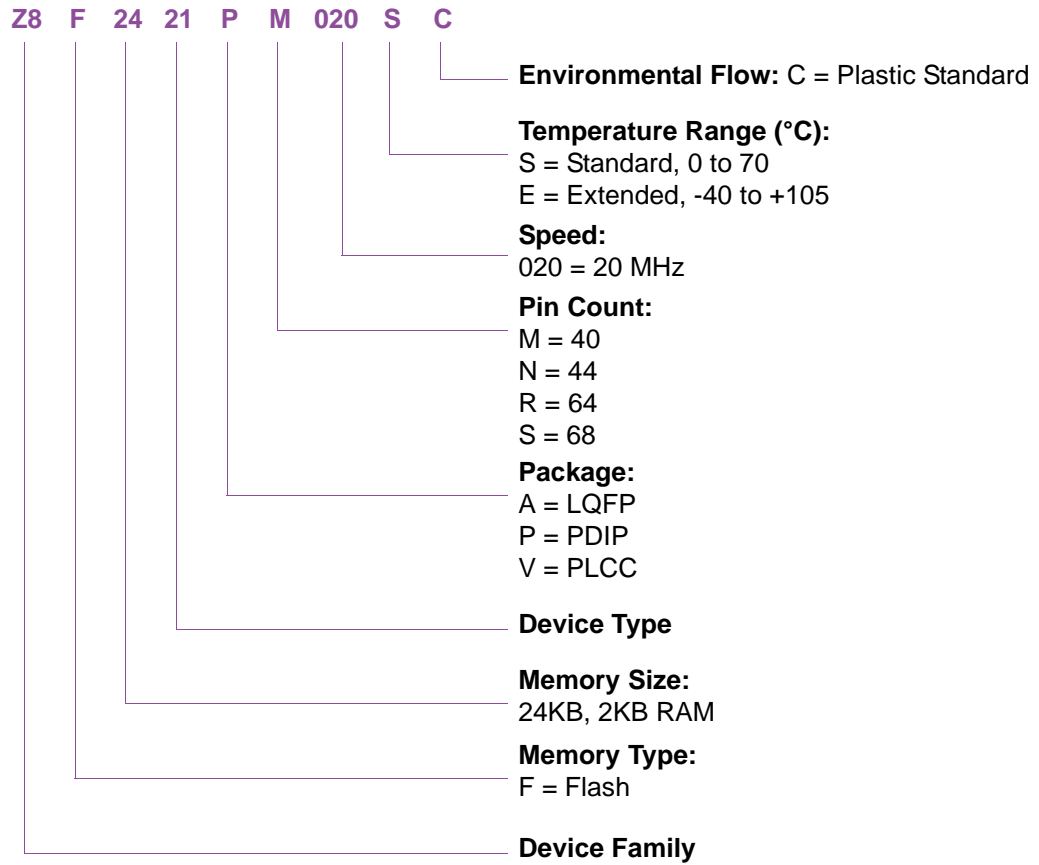 Z8 F 24 21 P M 020 S C
Environmental Flow: C = Plastic Standard
Temperature Range (°C):
S = Standard, 0 to 70
E = Extended, -40 to +105
Speed:
020 = 20 MHz
Pin Count:
M = 40
N = 44
R = 64
S = 68
Package:
A = LQFP
P = PDIP
V = PLCC
Device Type
Memory Size:
24KB, 2KB RAM
Memory Type:
F = Flash
Device Family